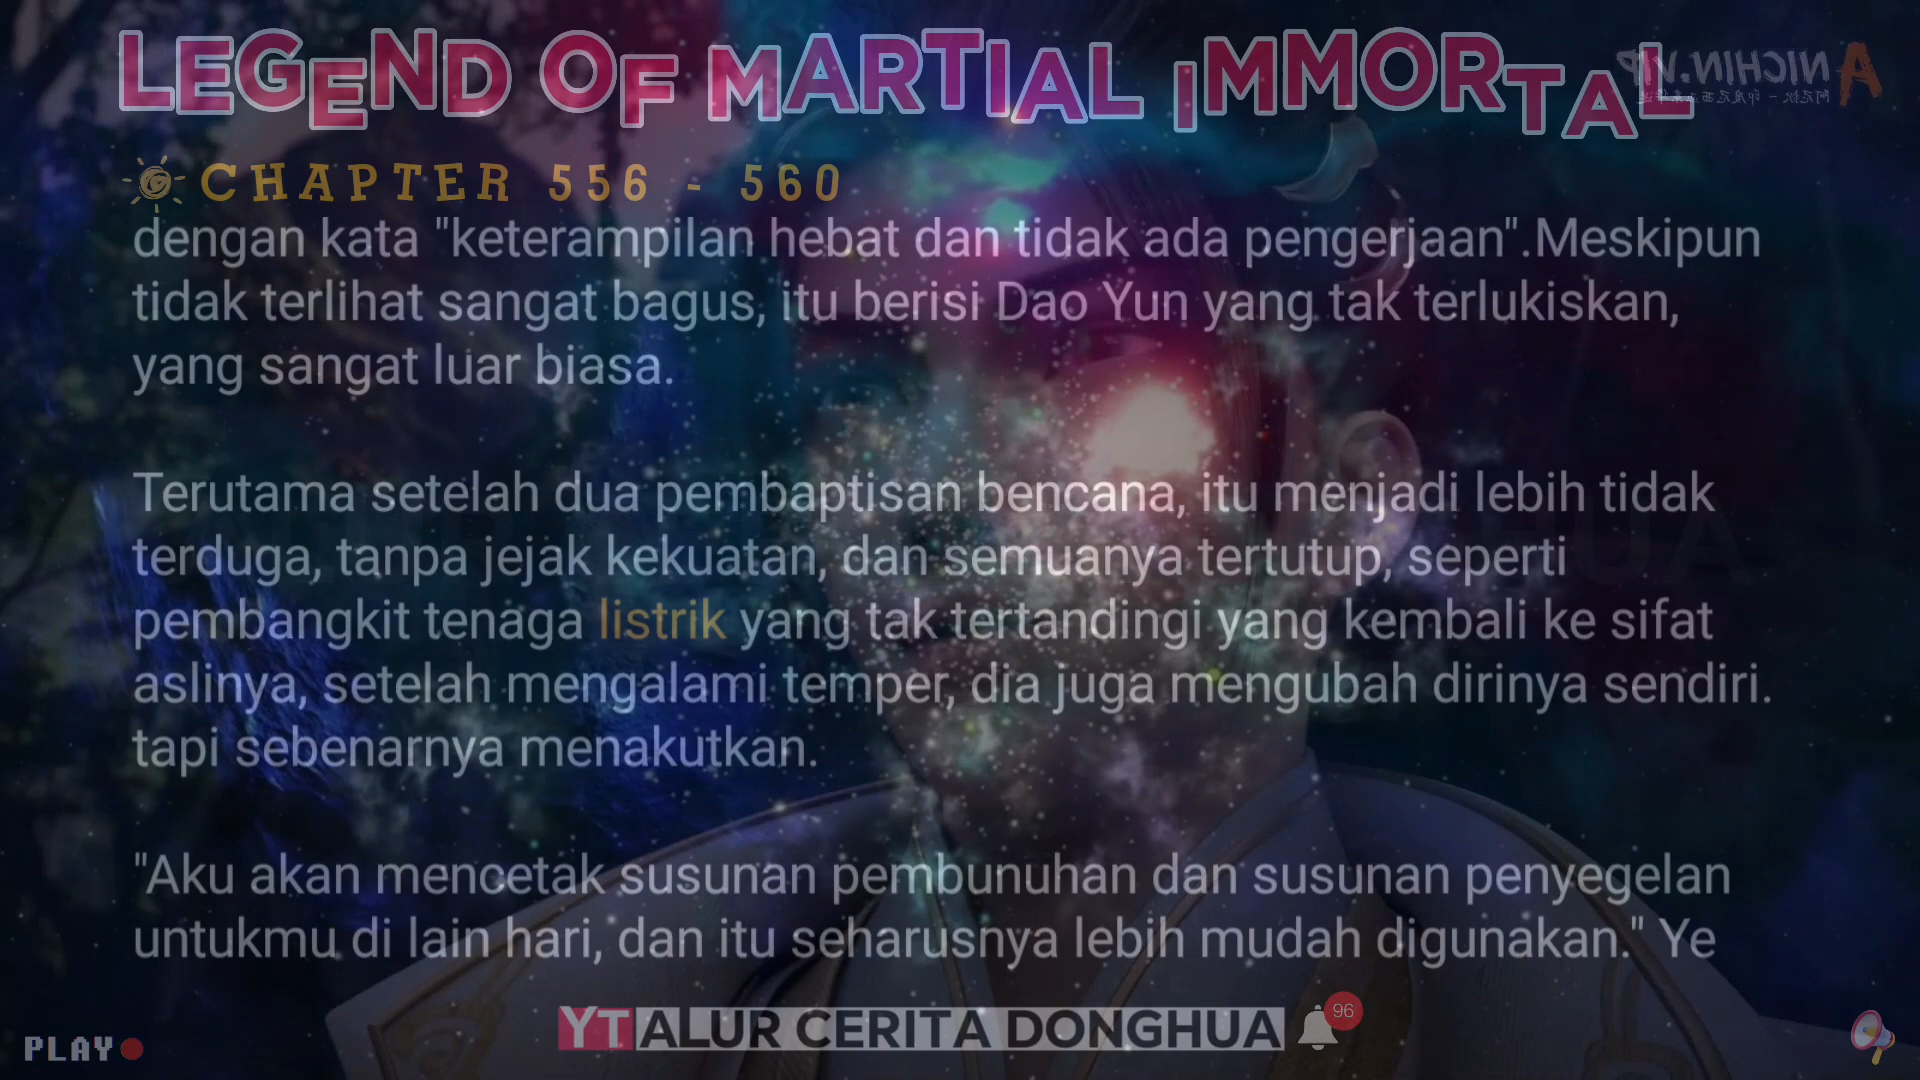 LEGEND OF MARTIAL IMMORTAL
ANICHIN.VIP
CHAPTER 556 - 560
dengan kata "keterampilan hebat dan tidak ada pengerjaan".Meskipun
tidak terlihat sangat bagus, itu berisi Dao Yun yang tak terlukiskan,
yang sangat luar biasa.
Terutama setelah dua pembaptisan bencana, itu menjadi lebih tidak
terduga, tanpa jejak kekuatan, dan semuanya tertutup, seperti
pembangkit tenaga listrik yang tak tertandingi yang kembali ke sifat
aslinya, setelah mengalami temper, dia juga mengubah dirinya sendiri.
tapi sebenarnya menakutkan.
"Aku akan mencetak susunan pembunuhan dan susunan penyegelan
untukmu di lain hari, dan itu seharusnya lebih mudah digunakan." Ye
YT ALUR CERITA DONGHUA
96
PLAY